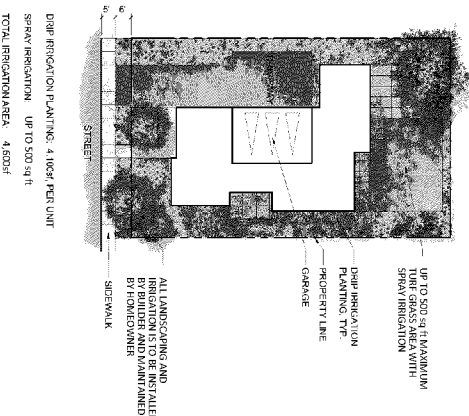 5'
6'
STREET
UP TO 500 sq ft MAXIMUM
TURF GRASS AREA WITH
SPRAY IRRIGATION
DRIP IRRIGATION
PLANTING, TYP.
PROPERTY LINE
GARAGE
ALL LANDSCAPING AND
IRRIGATION IS TO BE INSTALLED
BY BUILDER AND MAINTAINED
BY HOMEOWNER
SIDEWALK
DRIP IRRIGATION PLANTING: 4,100sf, PER UNIT
SPRAY IRRIGATION UP TO 500 sq ft
TOTAL IRRIGATION AREA: 4,600sf